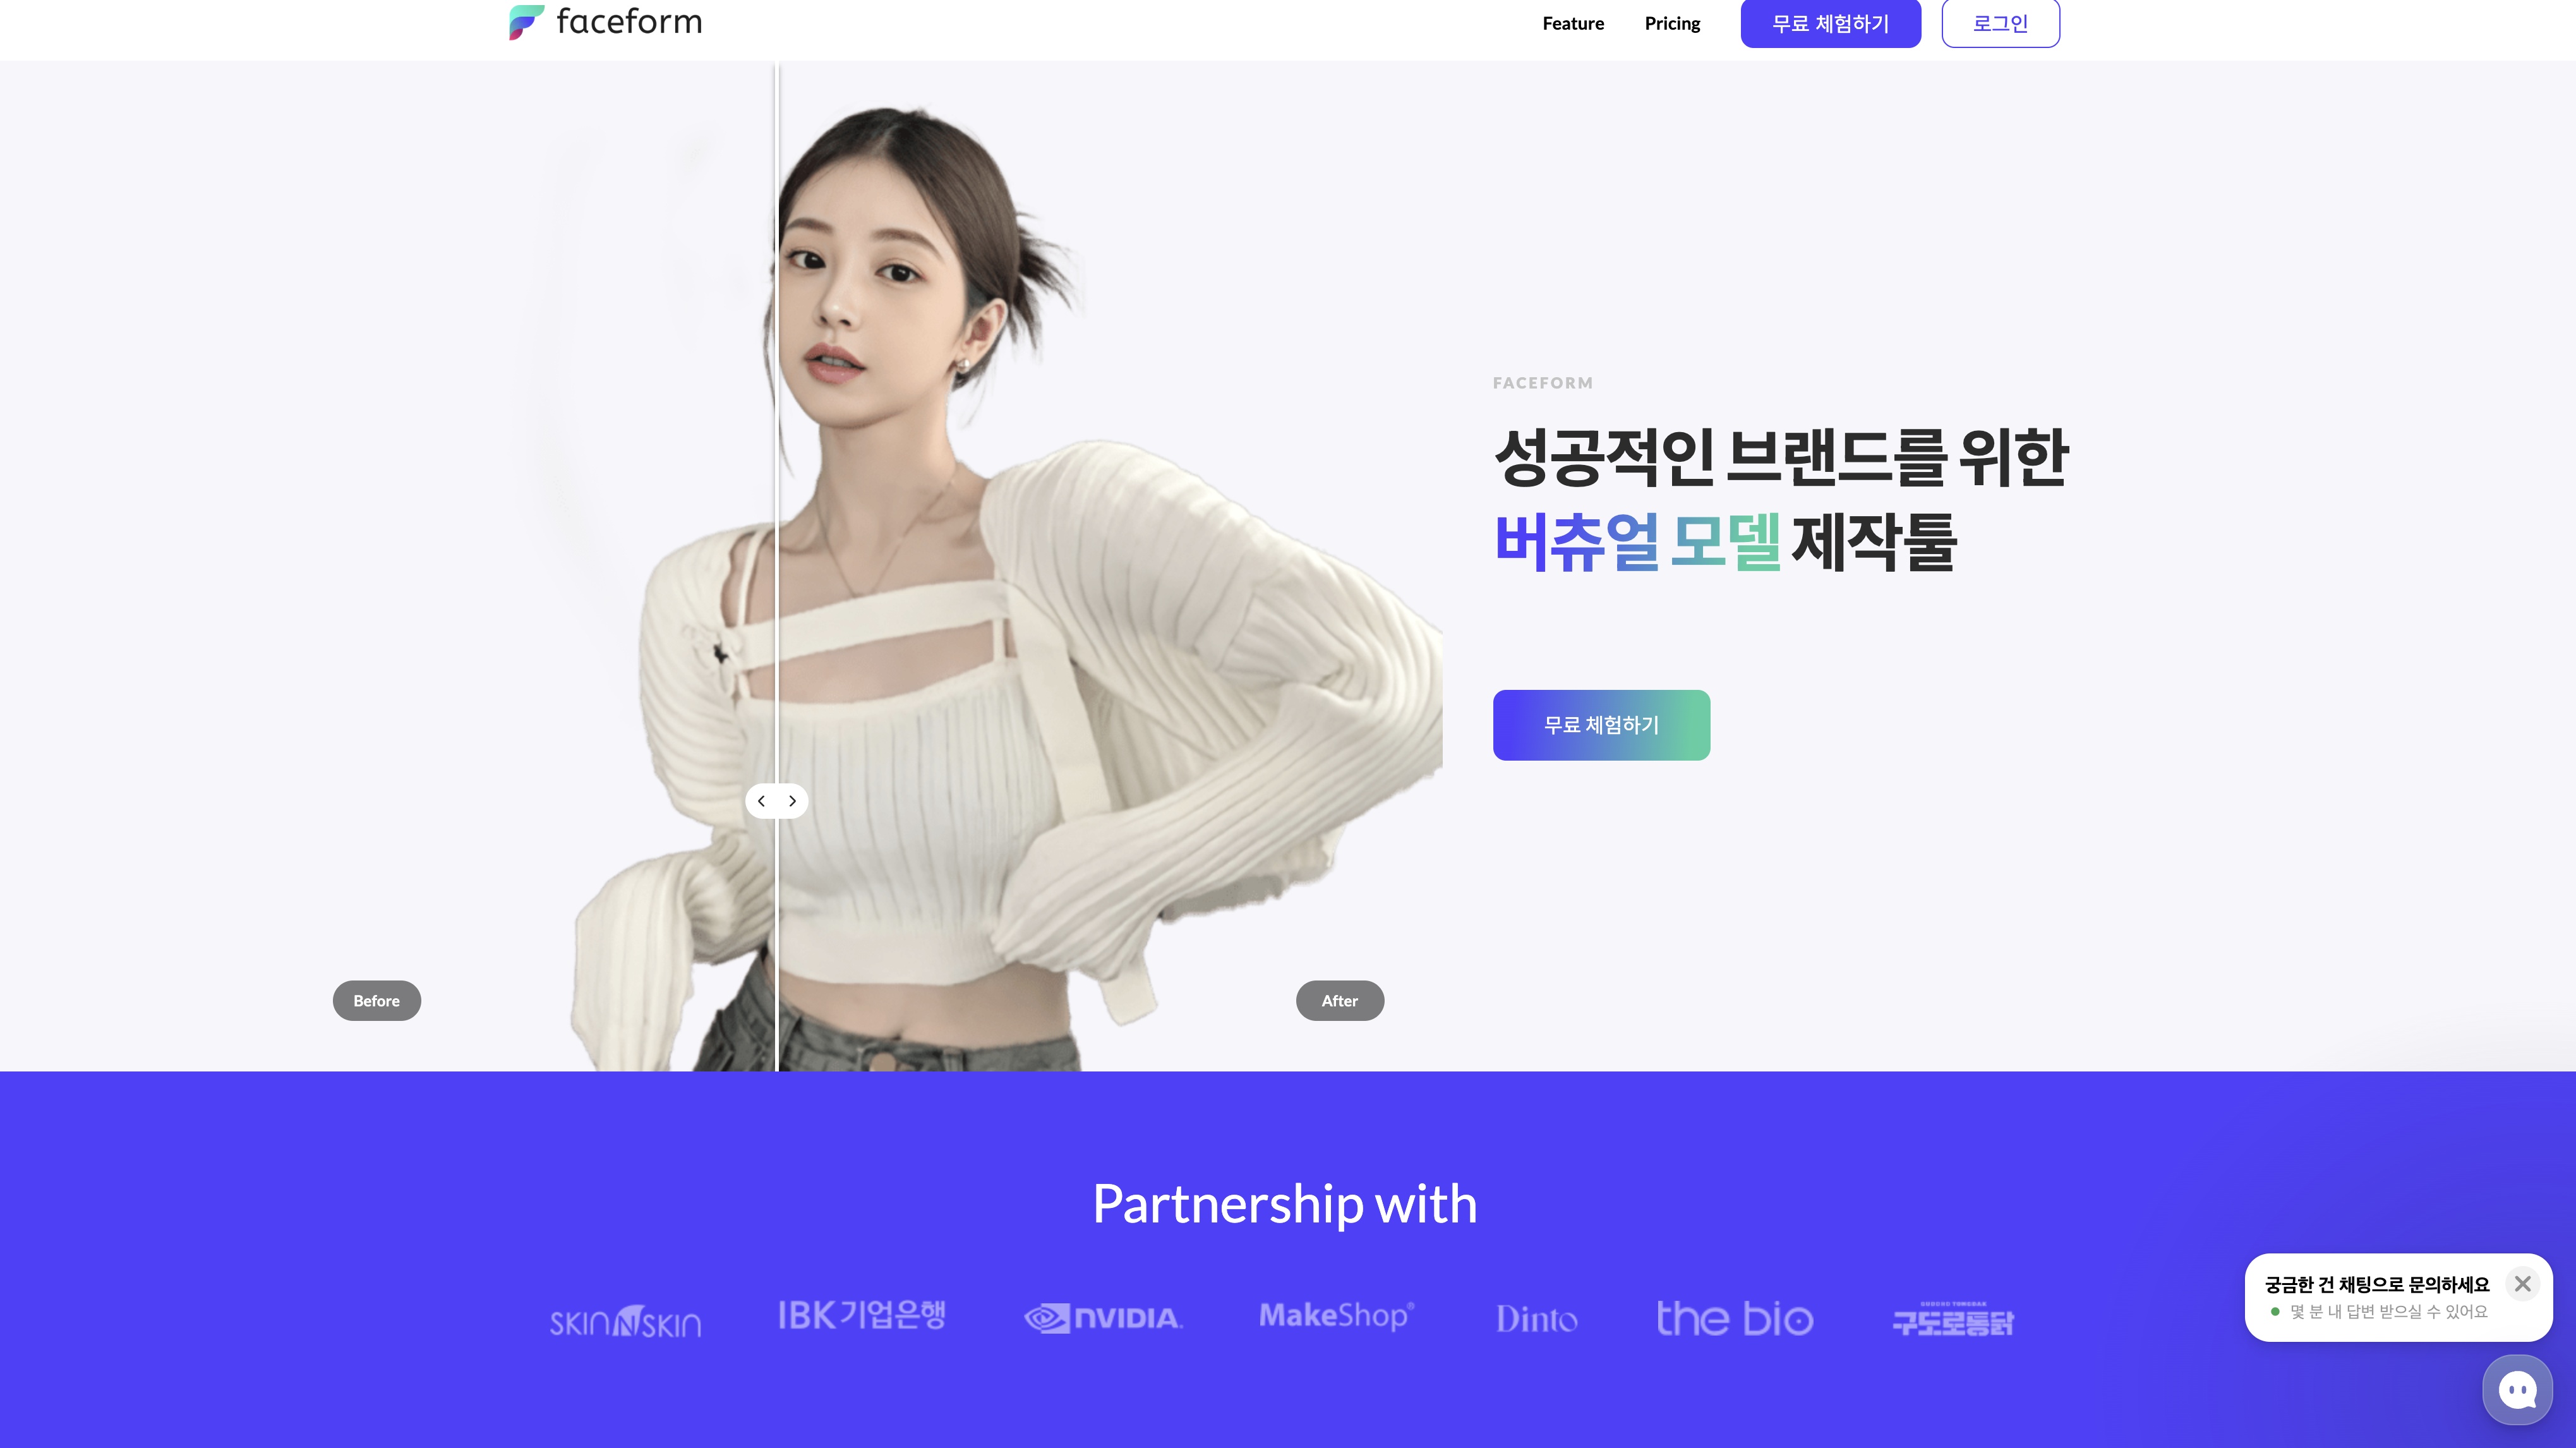 faceform
Feature
Pricing
무료 체험하기
로그인
FACEFORM
성공적인 브랜드를 위한
버츄얼 모델 제작툴
무료 체험하기
Before
After
Partnership with
SKIN N SKIN
IBK기업은행
NVIDIA.
MakeShop®
Dinto
the bio
구도로통닭
궁금한 건 채팅으로 문의하세요
몇 분 내 답변 받으실 수 있어요